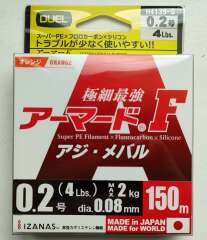 DUEL
0.2号
4Lbs.
スーパーPE×フロロカーボン×シリコン
トラブルが少なく使いやすい!!
オレンジ ORANGE
極細最強
アーマード®F
Super PE Filament × Fluorocarbon × Silicone
アジ・メバル
0.2号 (4Lbs.) MAX 2kg 150m
dia.0.08mm
IZANAS
MADE IN JAPAN
MADE for WORLD